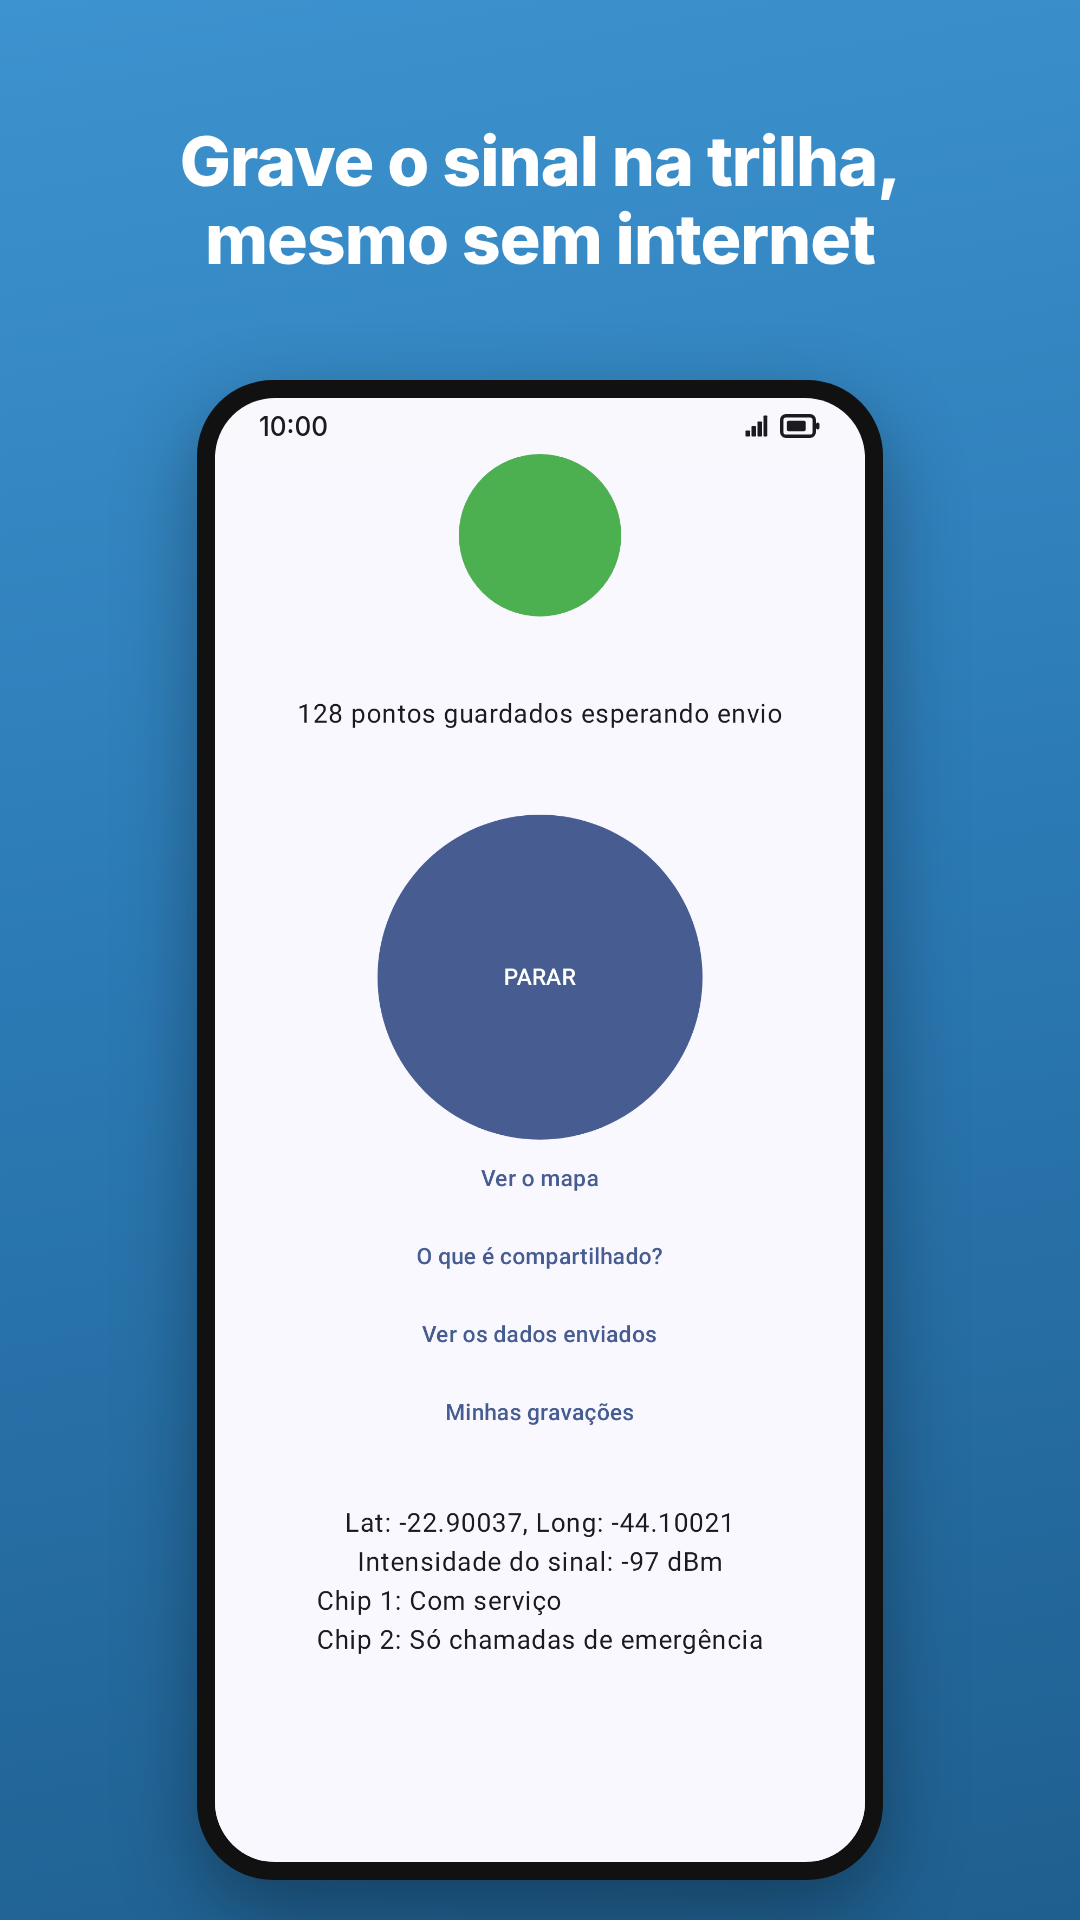 Grave o sinal na trilha,
mesmo sem internet
10:00
128 pontos guardados esperando envio
PARAR
Ver o mapa
O que é compartilhado?
Ver os dados enviados
Minhas gravações
Lat: -22.90037, Long: -44.10021
Intensidade do sinal: -97 dBm
Chip 1: Com serviço
Chip 2: Só chamadas de emergência